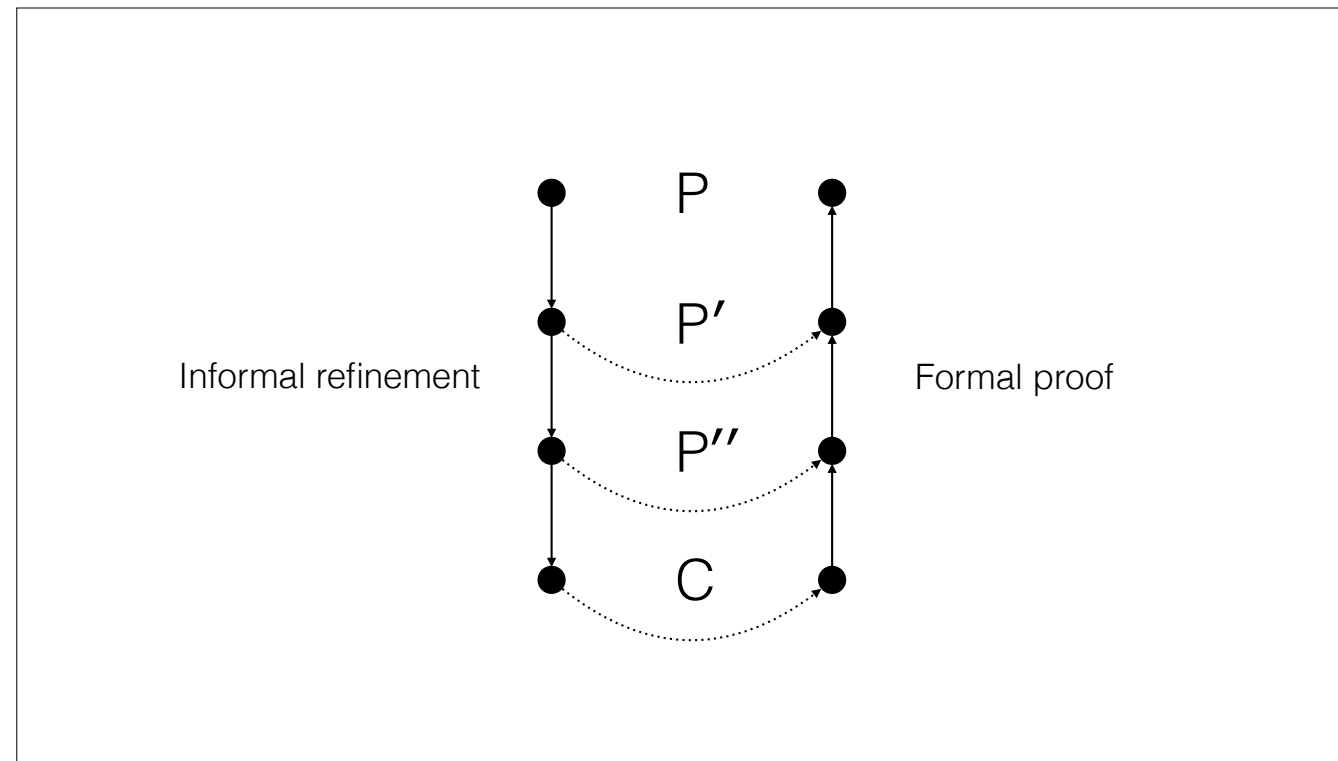 P
P′
Informal refinement
Formal proof
P″
C